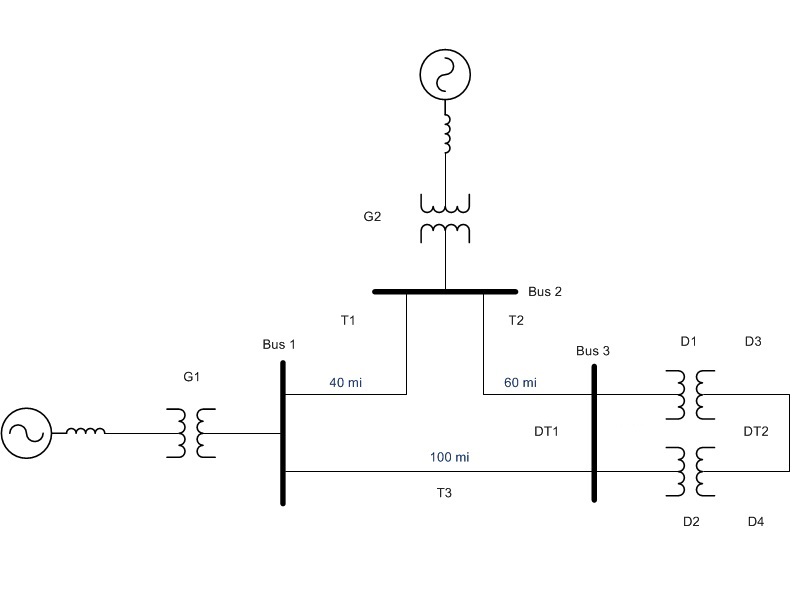 G2
Bus 2
T1
T2
Bus 1
Bus 3
D1
D3
G1
40 mi
60 mi
DT1
DT2
100 mi
T3
D2
D4